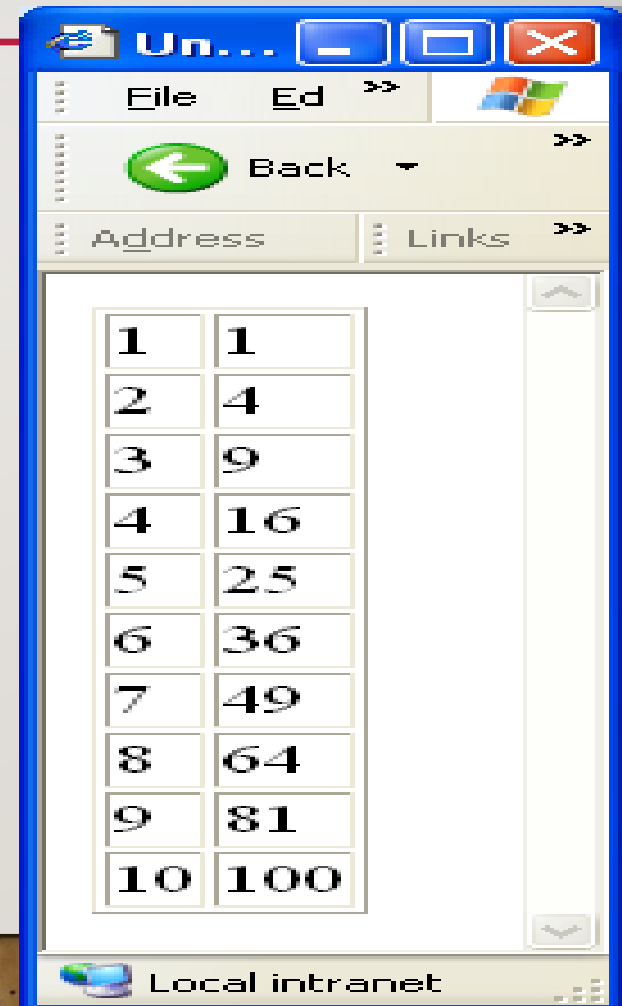 Un...
File Ed »
Back
»
Address Links »
1 1
2 4
3 9
4 16
5 25
6 36
7 49
8 64
9 81
10 100
Local intranet